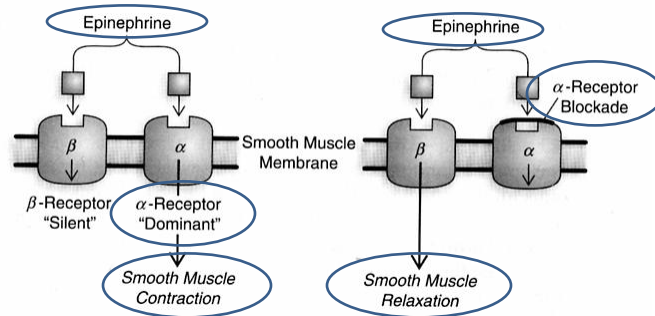 Epinephrine
β
α
β-Receptor
"Silent"
α-Receptor
"Dominant"
Smooth Muscle
Contraction
Smooth Muscle
Membrane
Epinephrine
α-Receptor
Blockade
β
α
Smooth Muscle
Relaxation